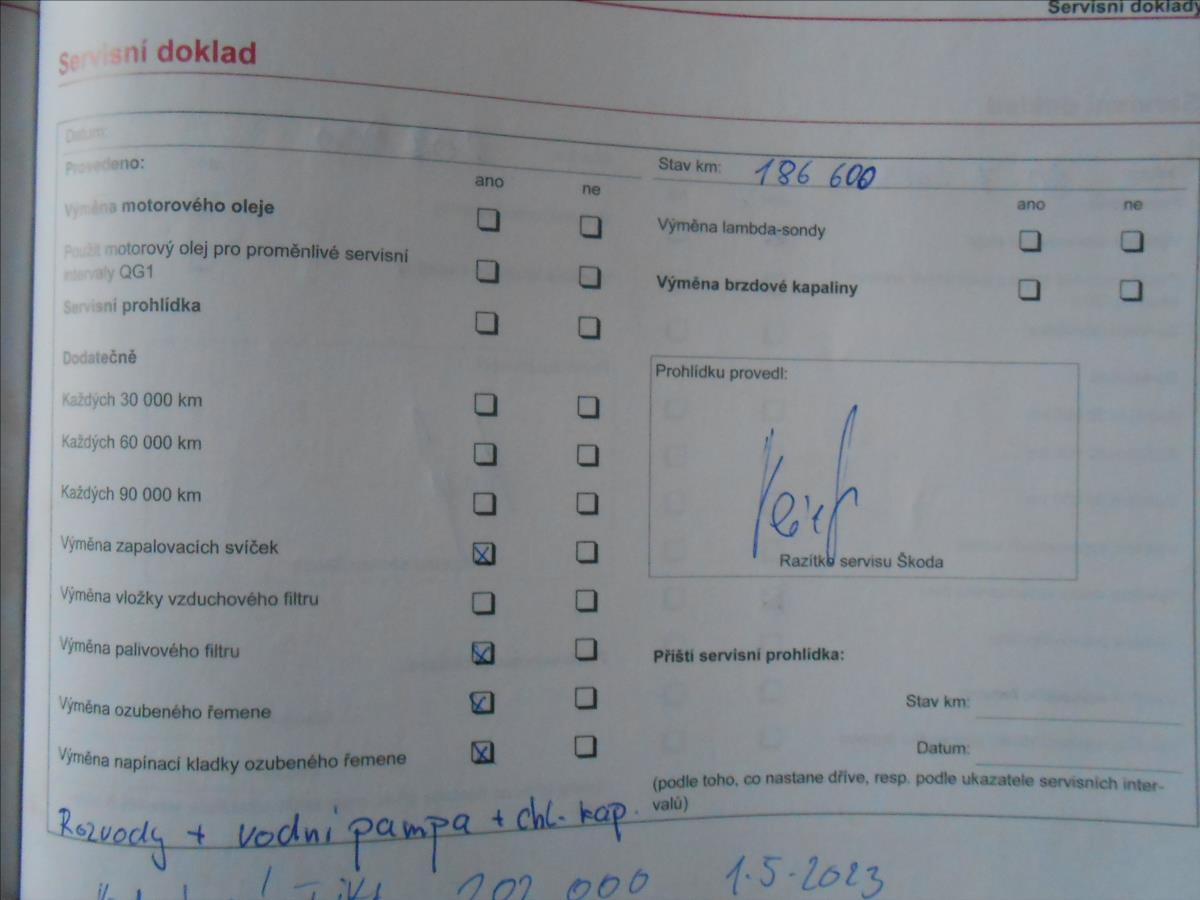 Servisní doklady
Servisní doklad
Datum:
Provedeno:
ano ne
Výměna motorového oleje
Použit motorový olej pro proměnlivé servisní
intervaly QG1
Servisní prohlídka
Dodatečně
Každých 30 000 km
Každých 60 000 km
Každých 90 000 km
Výměna zapalovacích svíček
Výměna vložky vzduchového filtru
Výměna palivového filtru
Výměna ozubeného řemene
Výměna napínací kladky ozubeného řemene
Stav km: 186 600
ano ne
Výměna lambda-sondy
Výměna brzdové kapaliny
Prohlídku provedl:
Razítko servisu Škoda
Příští servisní prohlídka:
Stav km:
Datum:
(podle toho, co nastane dříve, resp. podle ukazatele servisních inter-
valů)
Rozvody + vodní pampa + chl. kap.
202 000 1.5.2023